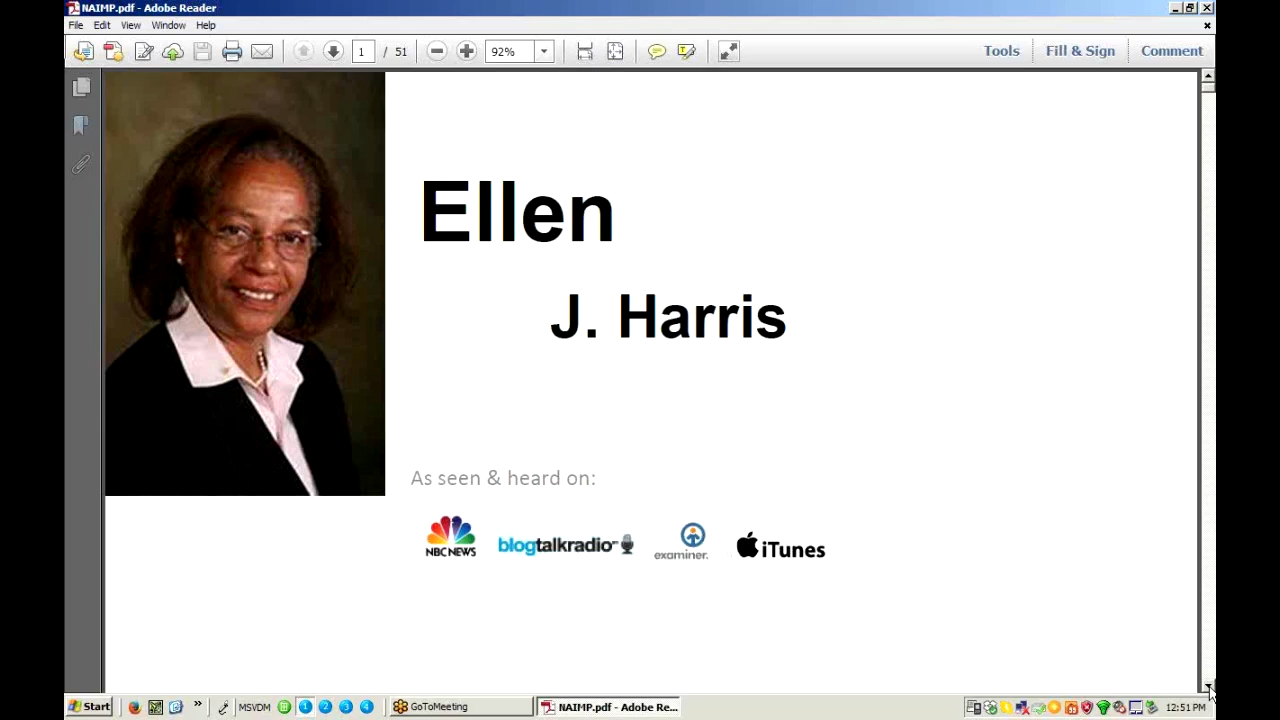 NAIMP.pdf - Adobe Reader
File Edit View Window Help
1 / 51 92% Tools Fill & Sign Comment
Ellen
J. Harris
As seen & heard on:
NBC NEWS blogtalkradio examiner. iTunes
Start » MSVDM 1 2 3 4 GoToMeeting NAIMP.pdf - Adobe Re... 12:51 PM